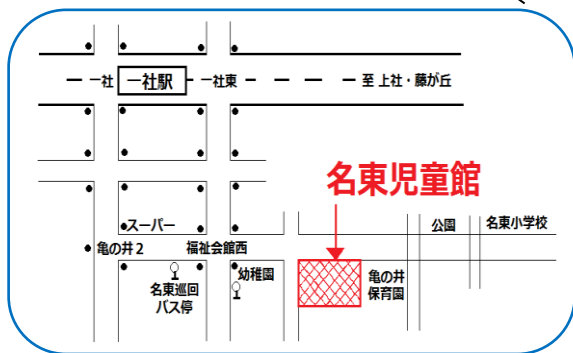 一社
一社駅
一社東
至 上社・藤が丘
名東児童館
スーパー
公園
名東小学校
亀の井2
福祉会館西
名東巡回
バス停
幼稚園
亀の井
保育園